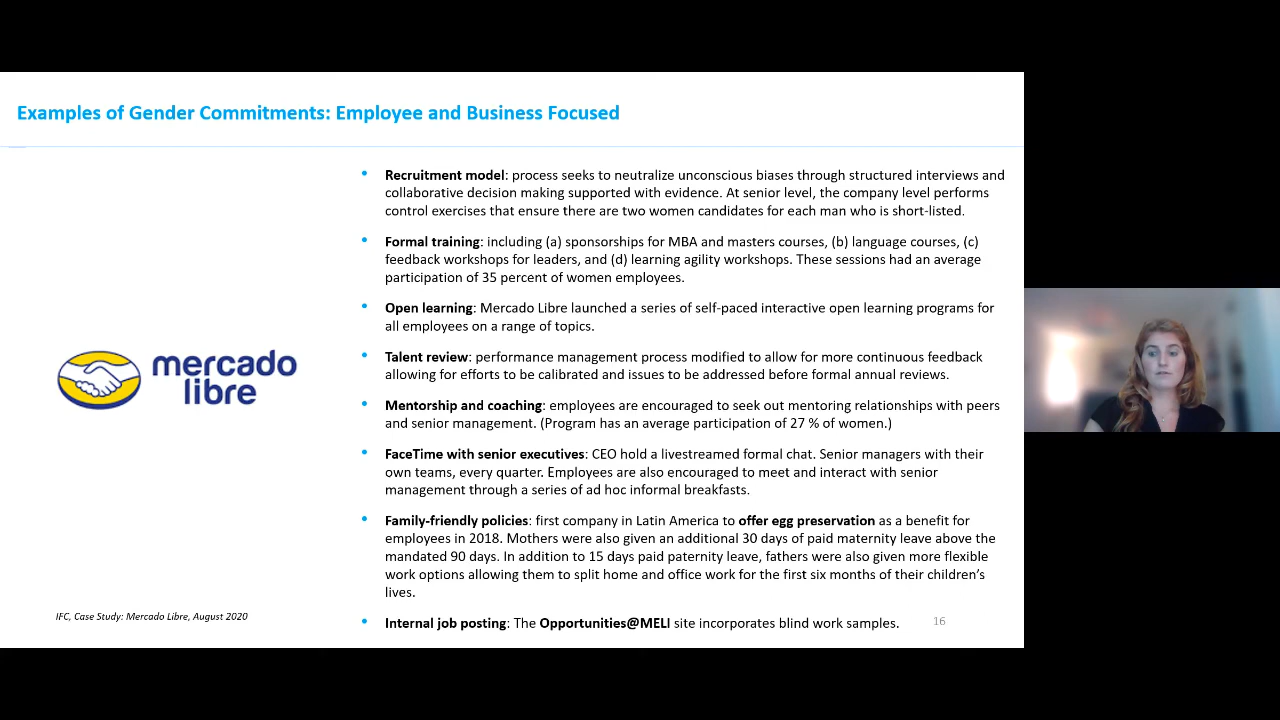 Examples of Gender Commitments: Employee and Business Focused
• Recruitment model: process seeks to neutralize unconscious biases through structured interviews and
collaborative decision making supported with evidence. At senior level, the company level performs
control exercises that ensure there are two women candidates for each man who is short-listed.
• Formal training: including (a) sponsorships for MBA and masters courses, (b) language courses, (c)
feedback workshops for leaders, and (d) learning agility workshops. These sessions had an average
participation of 35 percent of women employees.
• Open learning: Mercado Libre launched a series of self-paced interactive open learning programs for
all employees on a range of topics.
• Talent review: performance management process modified to allow for more continuous feedback
allowing for efforts to be calibrated and issues to be addressed before formal annual reviews.
• Mentorship and coaching: employees are encouraged to seek out mentoring relationships with peers
and senior management. (Program has an average participation of 27 % of women.)
• FaceTime with senior executives: CEO hold a livestreamed formal chat. Senior managers with their
own teams, every quarter. Employees are also encouraged to meet and interact with senior
management through a series of ad hoc informal breakfasts.
• Family-friendly policies: first company in Latin America to offer egg preservation as a benefit for
employees in 2018. Mothers were also given an additional 30 days of paid maternity leave above the
mandated 90 days. In addition to 15 days paid paternity leave, fathers were also given more flexible
work options allowing them to split home and office work for the first six months of their children's
lives.
• Internal job posting: The Opportunities@MELI site incorporates blind work samples.
mercado
libre
IFC, Case Study: Mercado Libre, August 2020
16